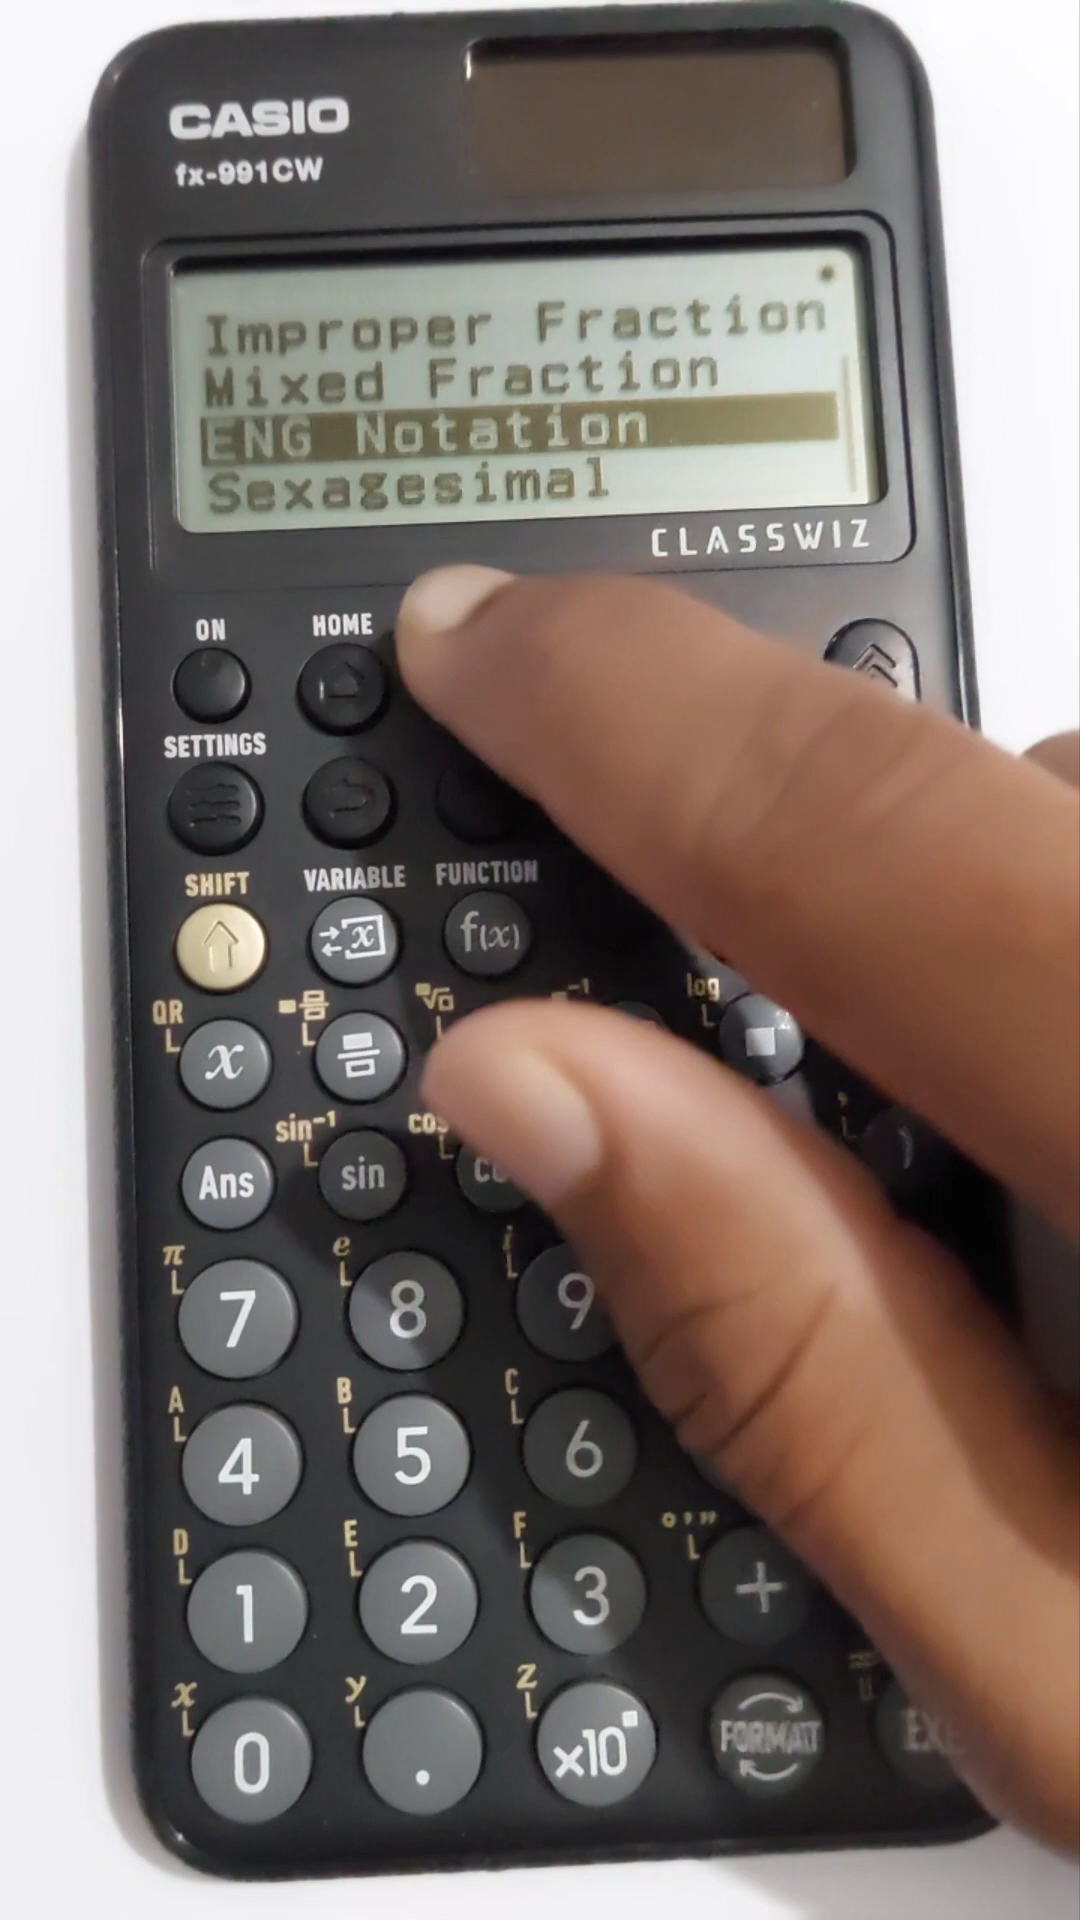 CASIO
fx-991CW
Improper Fraction
Mixed Fraction
ENG Notation
Sexagesimal
CLASSWIZ
ON HOME
SETTINGS
SHIFT VARIABLE FUNCTION
x f(x)
QR log
x
sin⁻¹
Ans sin
π e i
7 8 9
A B C
4 5 6
D E F ° ′ ″
1 2 3 +
x y z
0 . ×10 FORMAT EXE